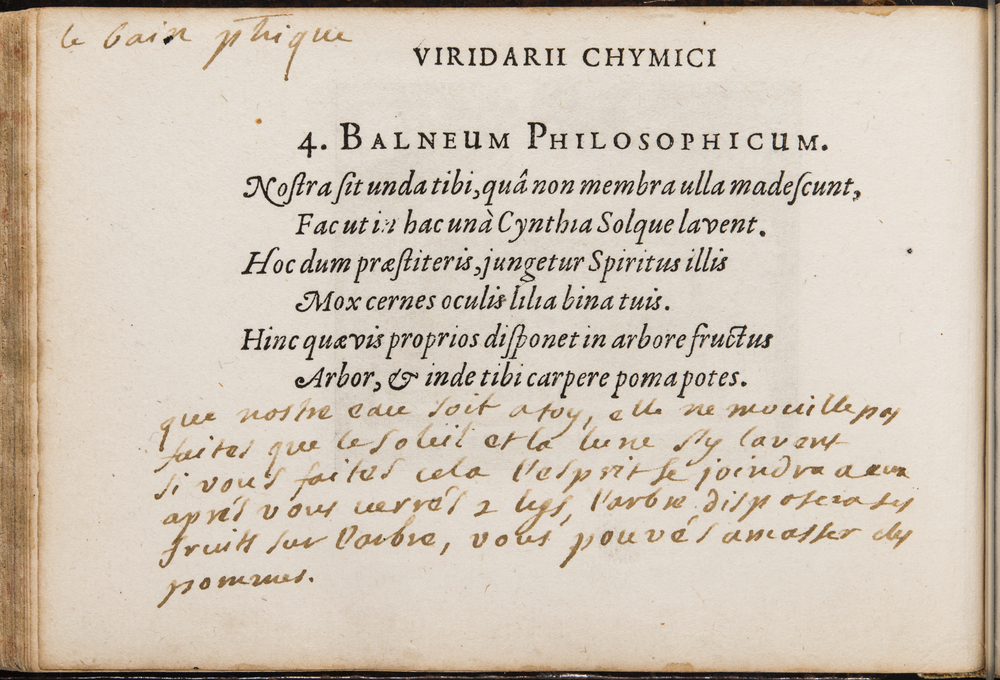 le bain phique
VIRIDARII CHYMICI
4. BALNEUM PHILOSOPHICUM.
Nostra sit unda tibi, quâ non membra ulla madescunt,
Fac ut in hac unà Cynthia Solque lavent.
Hoc dum præstiteris, jungetur Spiritus illis
Mox cernes oculis lilia bina tuis.
Hinc quævis proprios disponet in arbore fructus
Arbor, & inde tibi carpere poma potes.
que nostre eau soit a toy, elle ne mouille pas
faites que le soleil et la lune s'y lavent
si vous faites cela l'esprit se joindra a eux
aprés vous verrés 2 lys, l'arbre disposera ses
fruits sur l'arbre, vous pouvés amasser des
pommes.